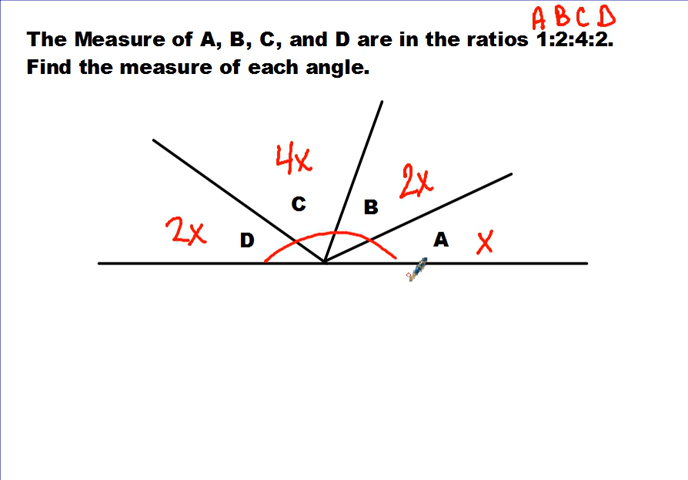 A B C D
The Measure of A, B, C, and D are in the ratios 1:2:4:2.
Find the measure of each angle.
4x
2x
C
B
2x
D
A
x